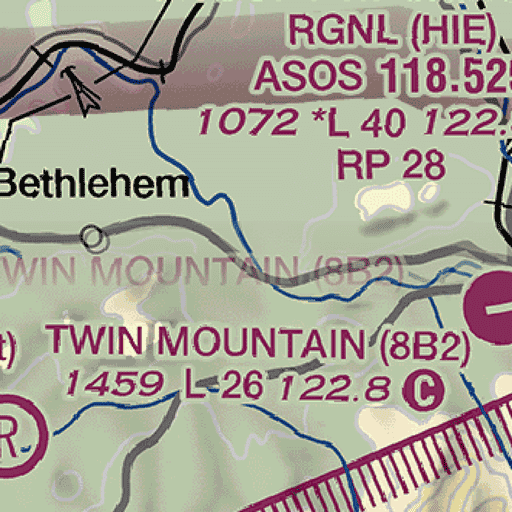 RGNL (HIE)
ASOS 118.525
1072 *L 40 122.
RP 28
Bethlehem
TWIN MOUNTAIN (8B2)
TWIN MOUNTAIN (8B2)
t)
1459 L 26 122.8 C
R